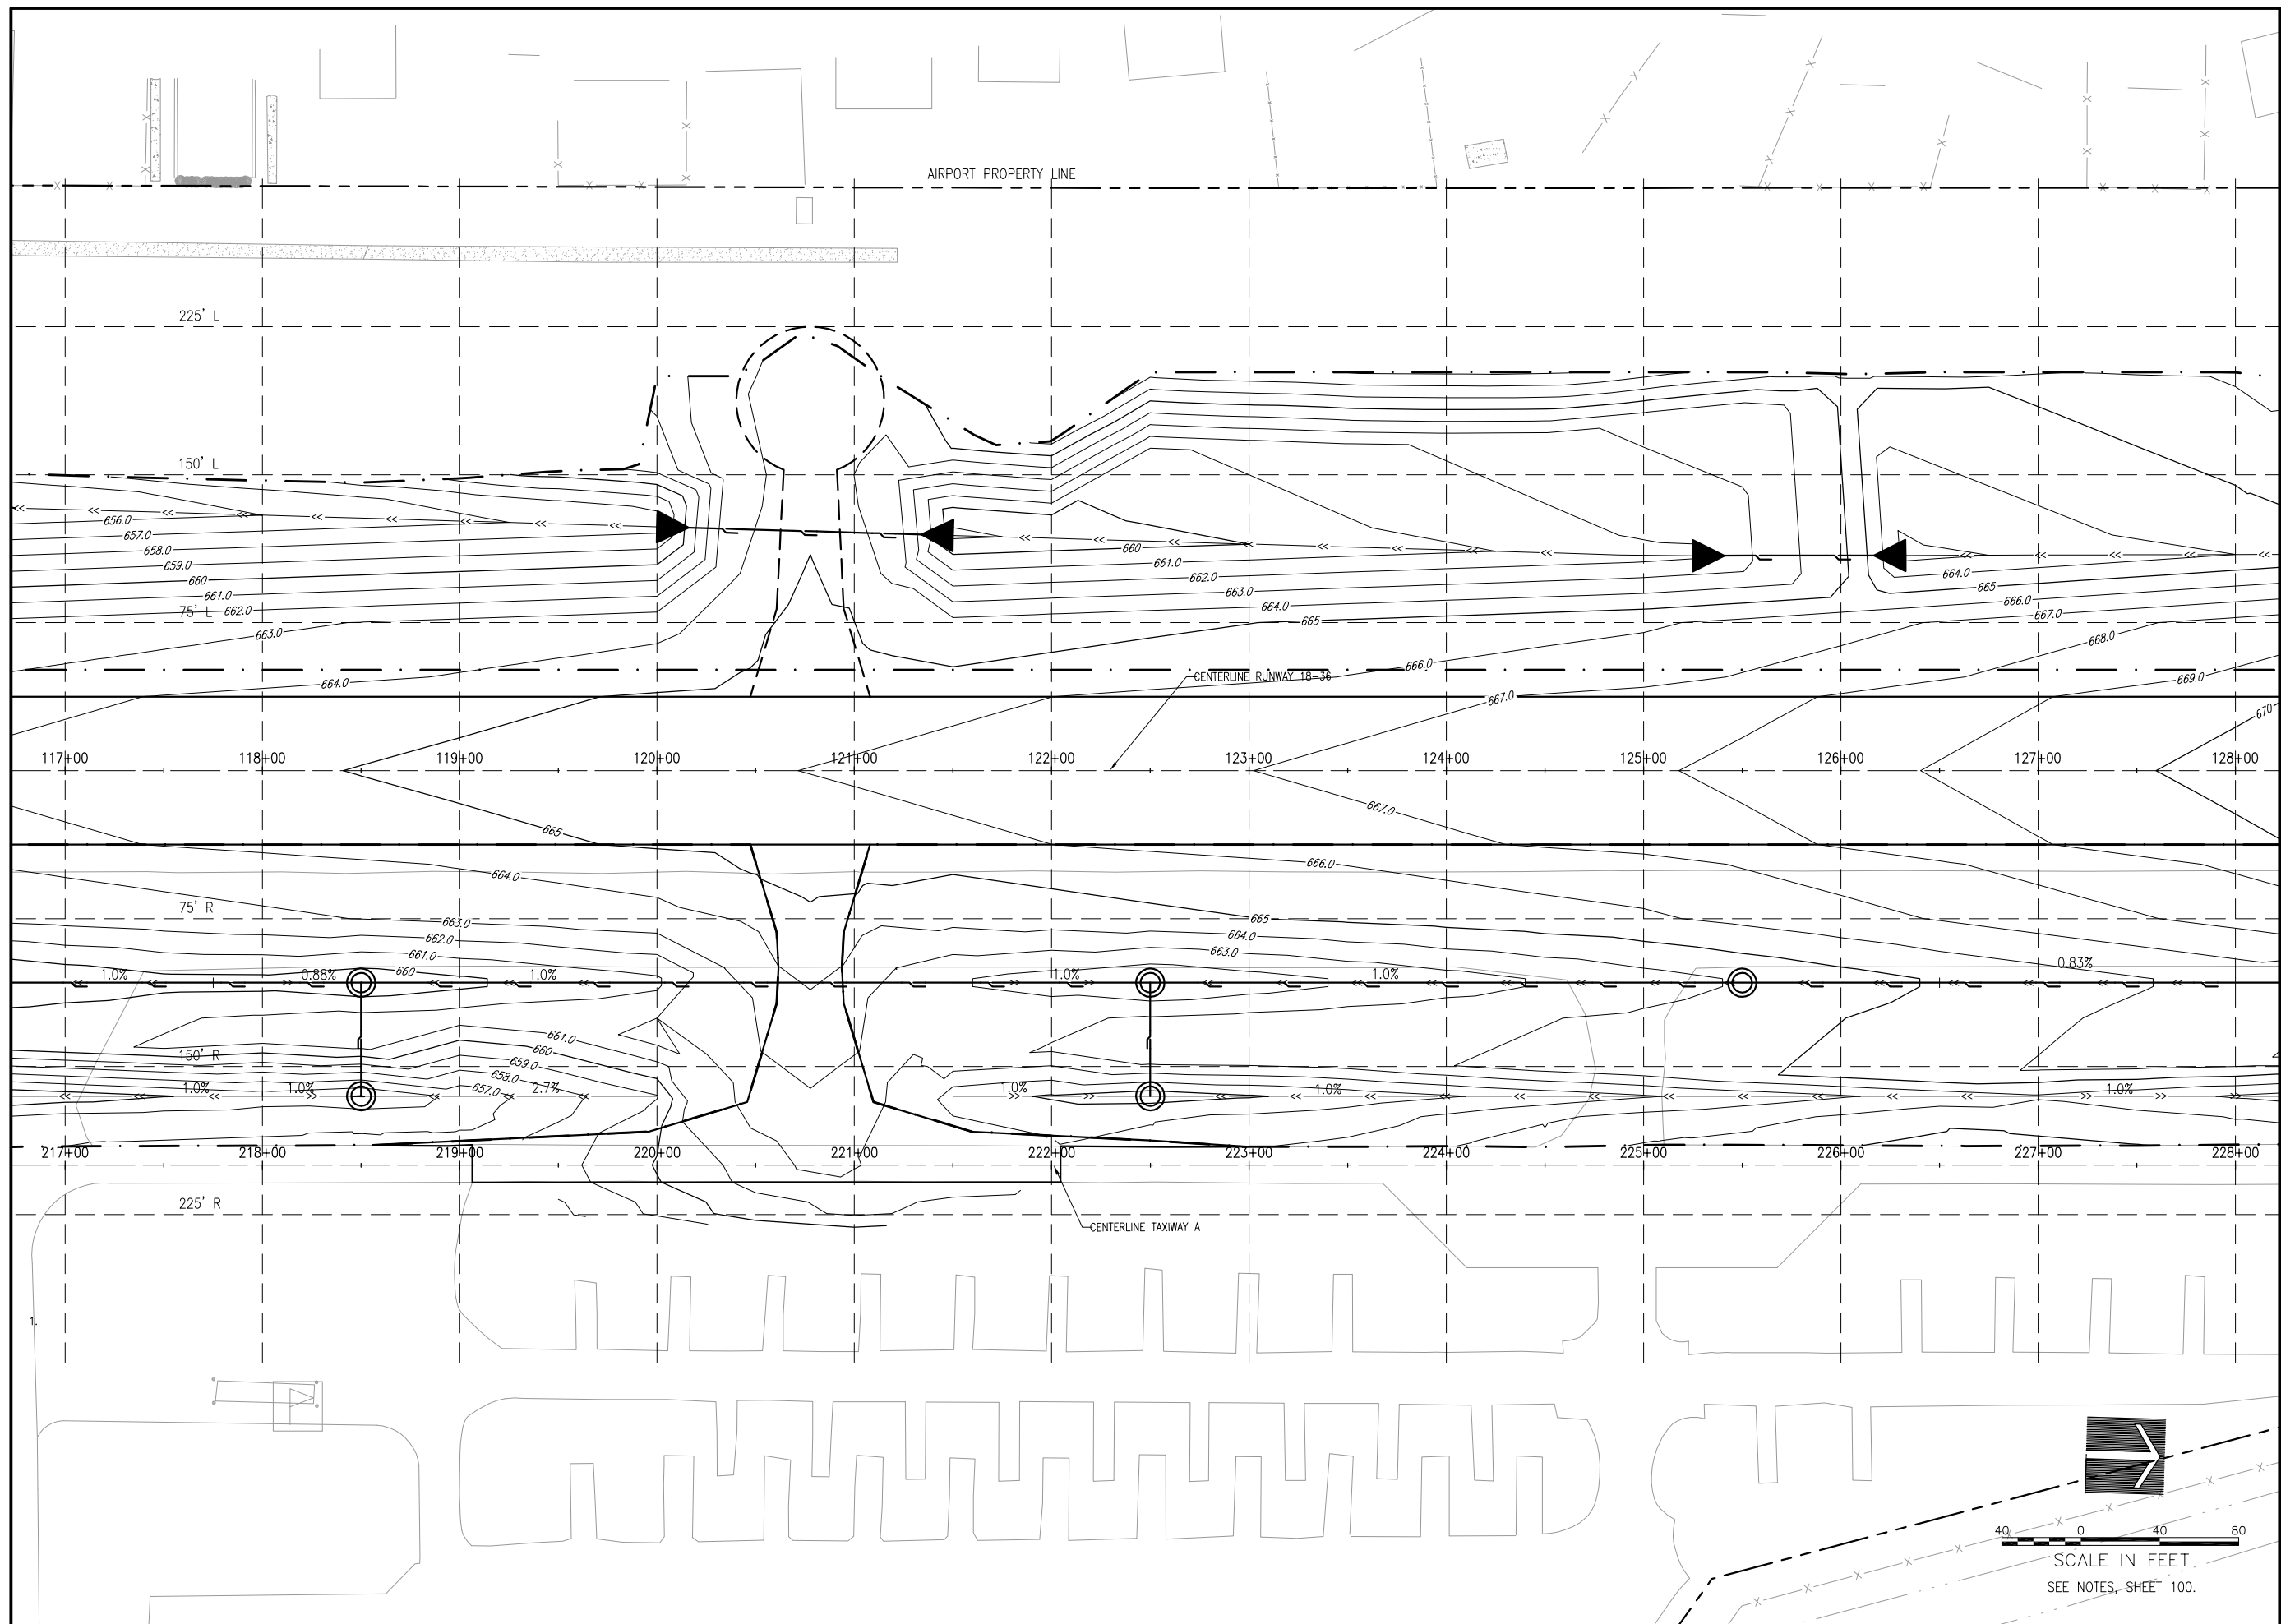 AIRPORT PROPERTY LINE
225' L
150' L
656.0
657.0
658.0
659.0
660
661.0
662.0
75' L
663.0
664.0
660
661.0
662.0
663.0
664.0
665
666.0
664.0
665
666.0
667.0
668.0
669.0
670
CENTERLINE RUNWAY 18-36
667.0
117+00 118+00 119+00 120+00 121+00 122+00 123+00 124+00 125+00 126+00 127+00 128+00
665
667.0
664.0
666.0
75' R
663.0
662.0
661.0
660
665
664.0
663.0
1.0% 0.88% 1.0% 1.0% 1.0% 0.83%
661.0
660
659.0
658.0
657.0
150' R
1.0% 1.0% 2.7% 1.0% 1.0% 1.0%
217+00 218+00 219+00 220+00 221+00 222+00 223+00 224+00 225+00 226+00 227+00 228+00
225' R
CENTERLINE TAXIWAY A
1.
40 0 40 80
SCALE IN FEET
SEE NOTES, SHEET 100.